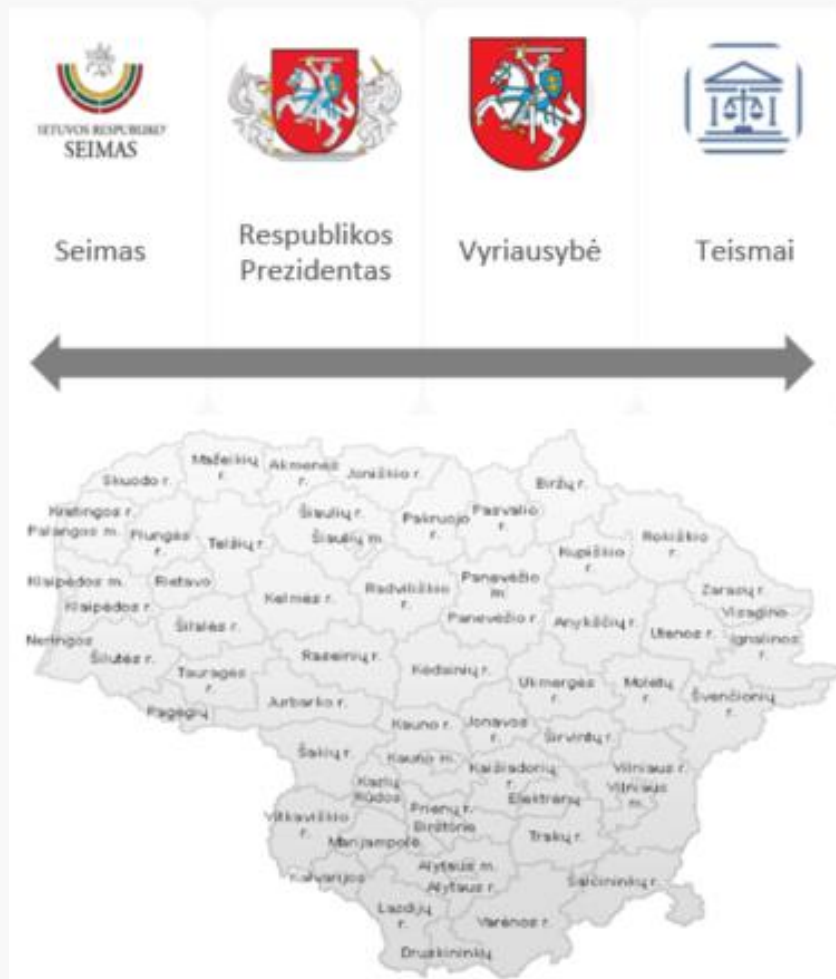 LIETUVOS RESPUBLIKOS
SEIMAS
Seimas
Respublikos
Prezidentas
Vyriausybė
Teismai
Skuodo r.
Mažeikių
r.
Akmenės
r.
Joniškio r.
Biržų r.
Kretingos r.
Palangos m.
Plungės
r.
Telšių r.
Šiaulių r.
Šiaulių m.
Pakruojo
r.
Pasvalio
r.
Kupiškio
r.
Rokiškio
r.
Klaipėdos m.
Rietavo
Kelmės r.
Radviliškio
r.
Panevėžio
m.
Zarasų r.
Visagino
Klaipėdos r.
Šilalės r.
Panevėžio r.
Anykščių r.
Utenos r.
Ignalinos
r.
Neringos
Šilutės r.
Tauragės
r.
Raseinių r.
Kėdainių r.
Ukmergės
r.
Molėtų
r.
Švenčionių
r.
Pagėgių
Jurbarko r.
Kauno r.
Jonavos
r.
Širvintų r.
Šakių r.
Kauno m.
Kaišiadorių
r.
Vilniaus r.
Vilniaus
m.
Kazlų
Rūdos
Elektrėnų
Vilkaviškio
r.
Prienų r.
Birštono
Marijampolė
Trakų r.
Kalvarijos
Alytaus m.
Alytaus r.
Šalčininkų r.
Lazdijų
r.
Varėnos r.
Druskininkų